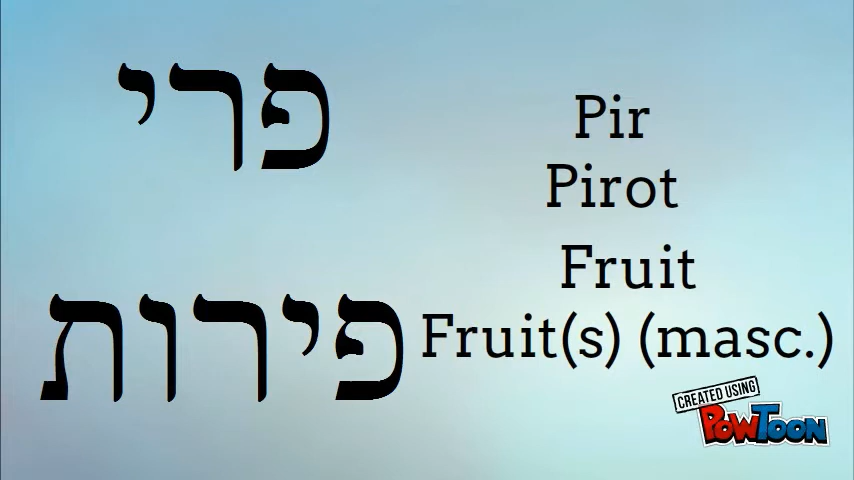 פרי
פירות
Pir
Pirot
Fruit
Fruit(s) (masc.)
CREATED USING
POWTOON